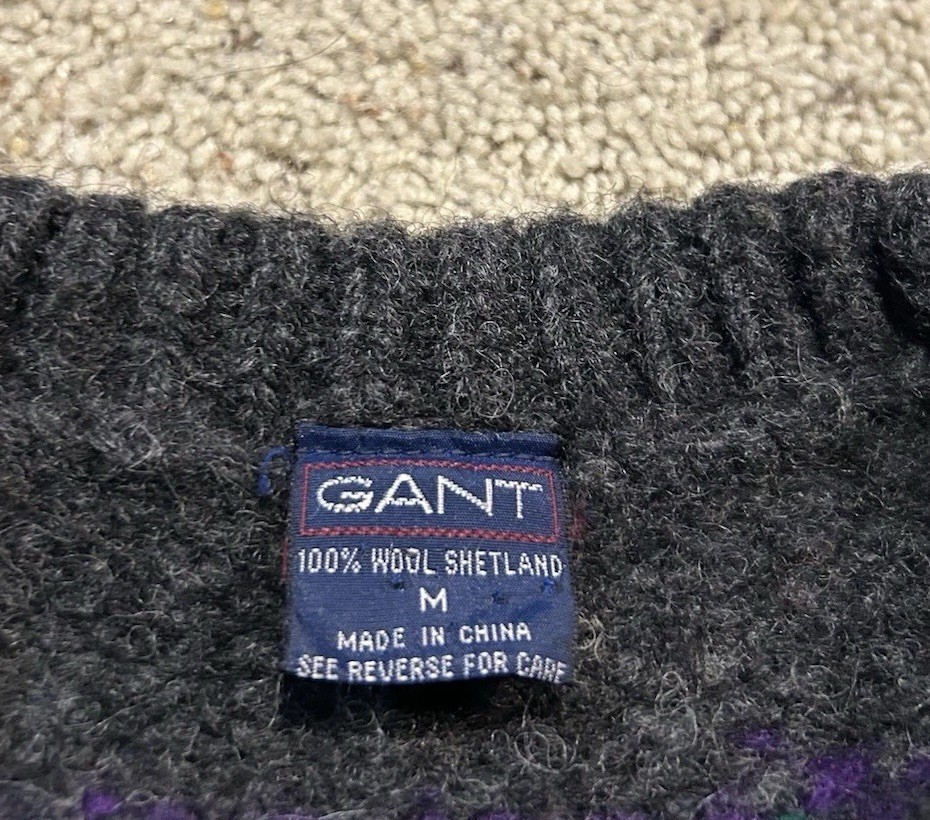 GANT
100% WOOL SHETLAND
M
MADE IN CHINA
SEE REVERSE FOR CARE